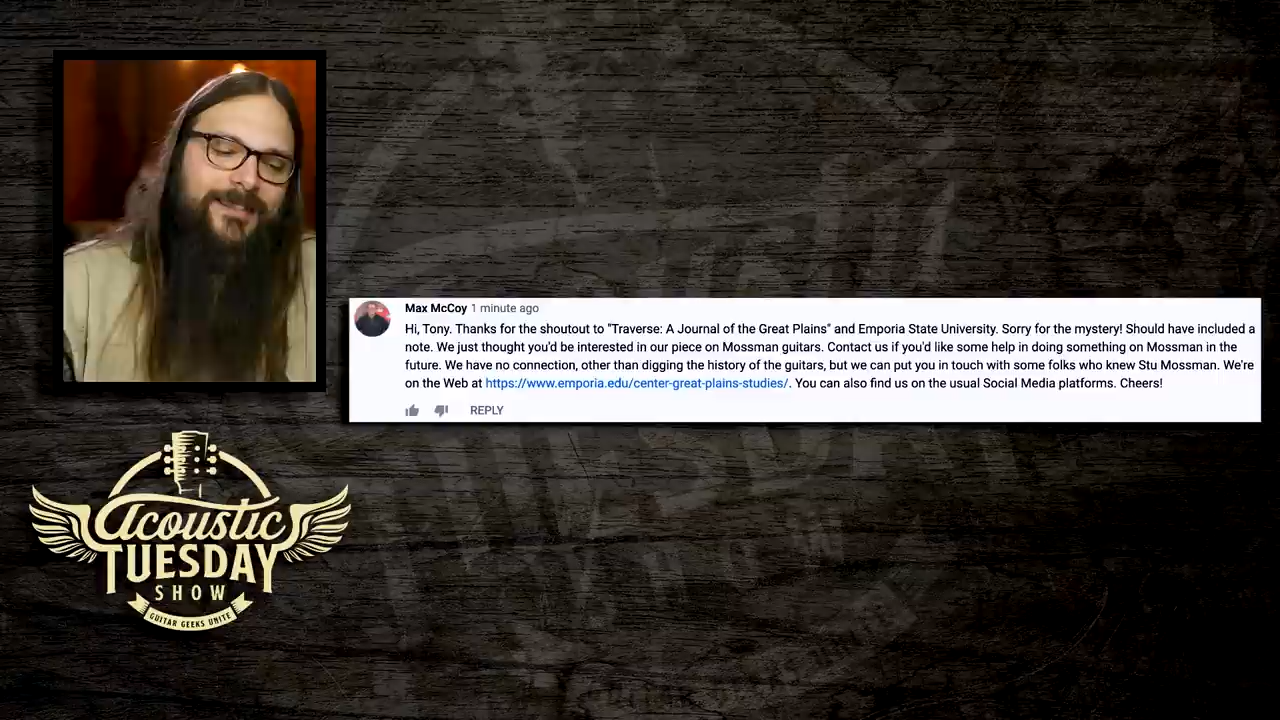 Max McCoy 1 minute ago
Hi, Tony. Thanks for the shoutout to "Traverse: A Journal of the Great Plains" and Emporia State University. Sorry for the mystery! Should have included a
note. We just thought you'd be interested in our piece on Mossman guitars. Contact us if you'd like some help in doing something on Mossman in the
future. We have no connection, other than digging the history of the guitars, but we can put you in touch with some folks who knew Stu Mossman. We're
on the Web at https://www.emporia.edu/center-great-plains-studies/. You can also find us on the usual Social Media platforms. Cheers!
REPLY
Acoustic
TUESDAY
SHOW
GUITAR GEEKS UNITE